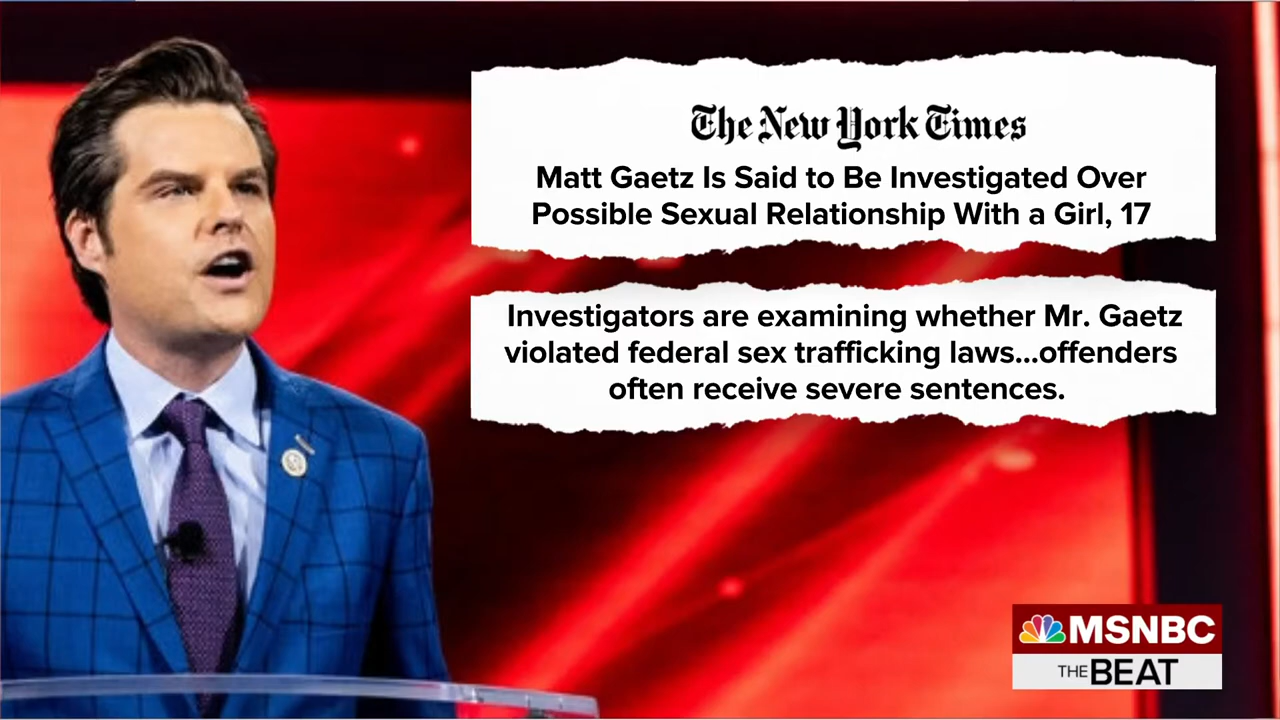 The New York Times
Matt Gaetz Is Said to Be Investigated Over
Possible Sexual Relationship With a Girl, 17
Investigators are examining whether Mr. Gaetz
violated federal sex trafficking laws...offenders
often receive severe sentences.
MSNBC
THE BEAT